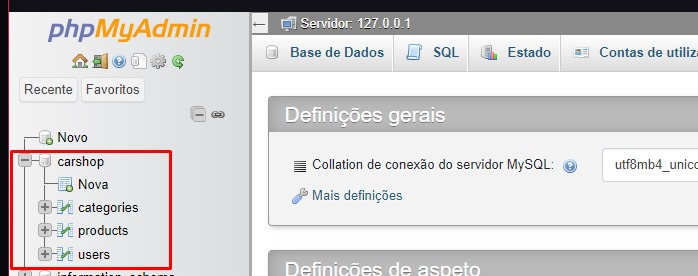 phpMyAdmin
Recente Favoritos
Novo
carshop
Nova
categories
products
users
information_schema
Servidor: 127.0.0.1
Base de Dados SQL Estado Contas de utiliza
Definições gerais
Collation de conexão do servidor MySQL: utf8mb4_unico
Mais definições
Definições de aspeto